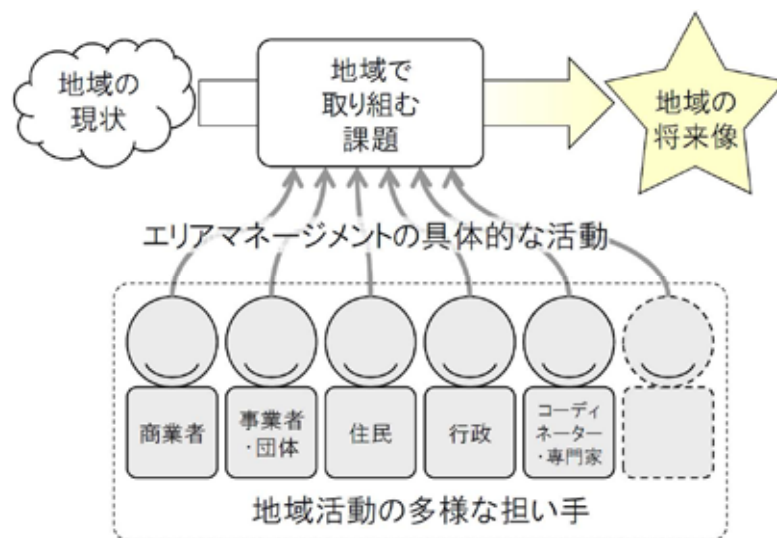 地域の
現状
地域で
取り組む
課題
地域の
将来像
エリアマネージメントの具体的な活動
商業者
事業者
・団体
住民
行政
コーディ
ネーター
・専門家
地域活動の多様な担い手